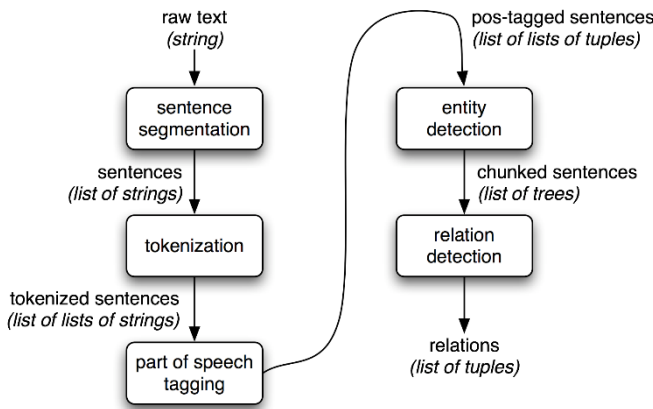 raw text
(string)
sentence
segmentation
sentences
(list of strings)
tokenization
tokenized sentences
(list of lists of strings)
part of speech
tagging
pos-tagged sentences
(list of lists of tuples)
entity
detection
chunked sentences
(list of trees)
relation
detection
relations
(list of tuples)